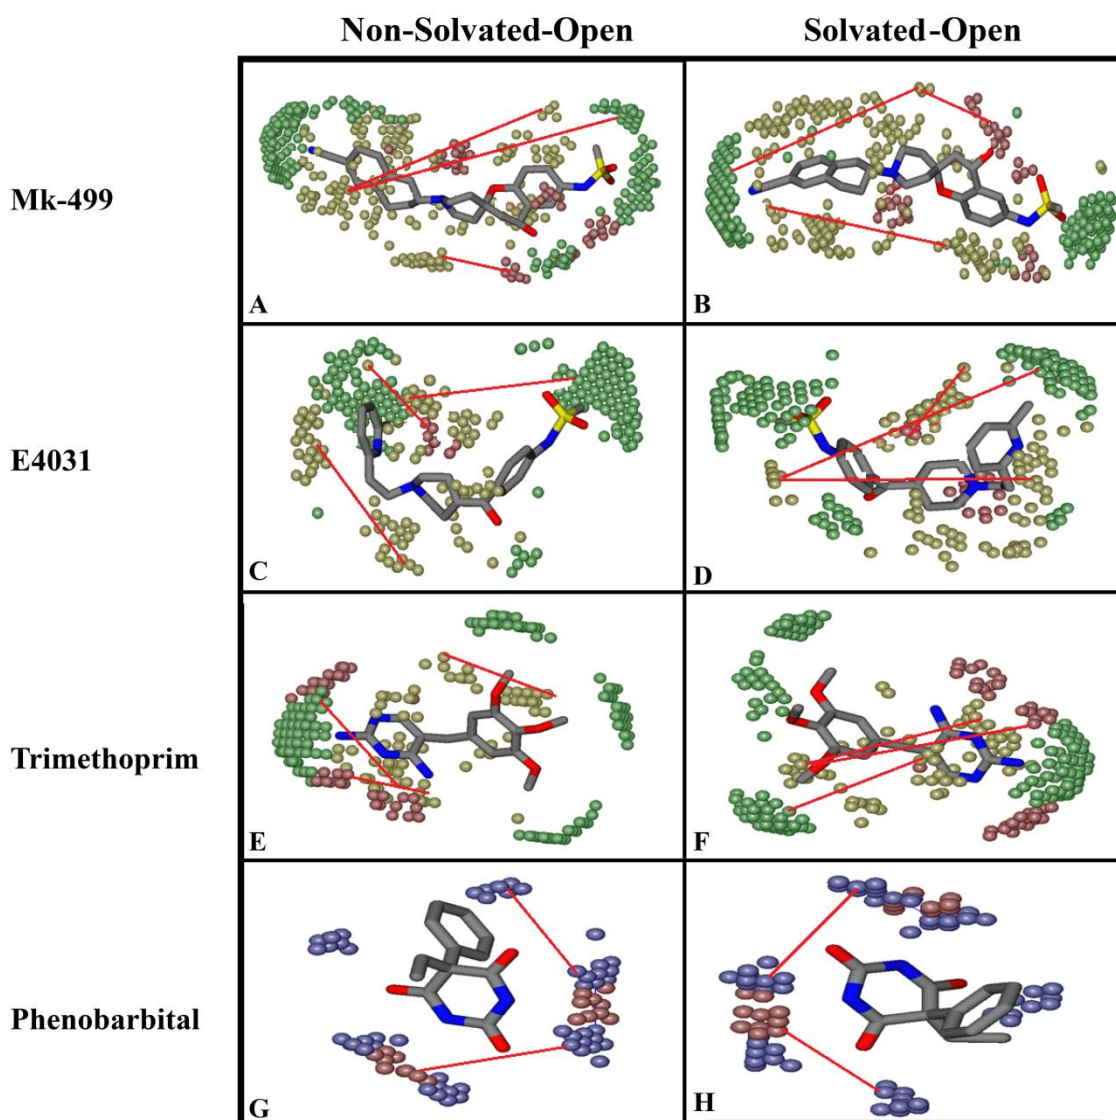 Non-Solvated-Open Solvated-Open
Mk-499
A B
E4031
C D
Trimethoprim
E F
Phenobarbital
G H